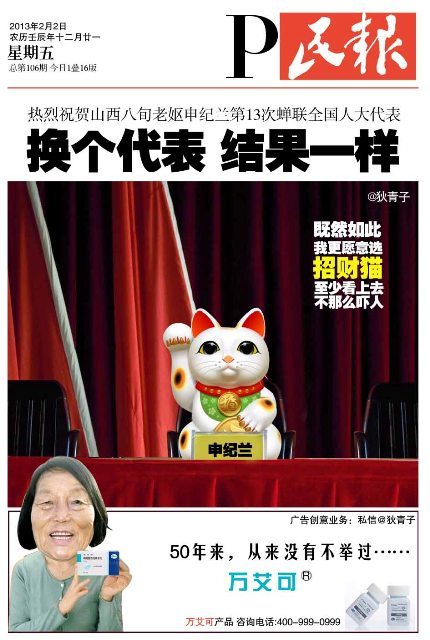 2013年2月2日
农历壬辰年十二月廿一
星期五
总第106期 今日1叠16版
P民報
热烈祝贺山西八旬老妪申纪兰第13次蝉联全国人大代表
换个代表 结果一样
@狄青子
既然如此
我更愿意选
招财猫
至少看上去
不那么吓人
申纪兰
广告创意业务：私信@狄青子
50年来，从来没有不举过……
万艾可®
万艾可产品 咨询电话:400-999-0999